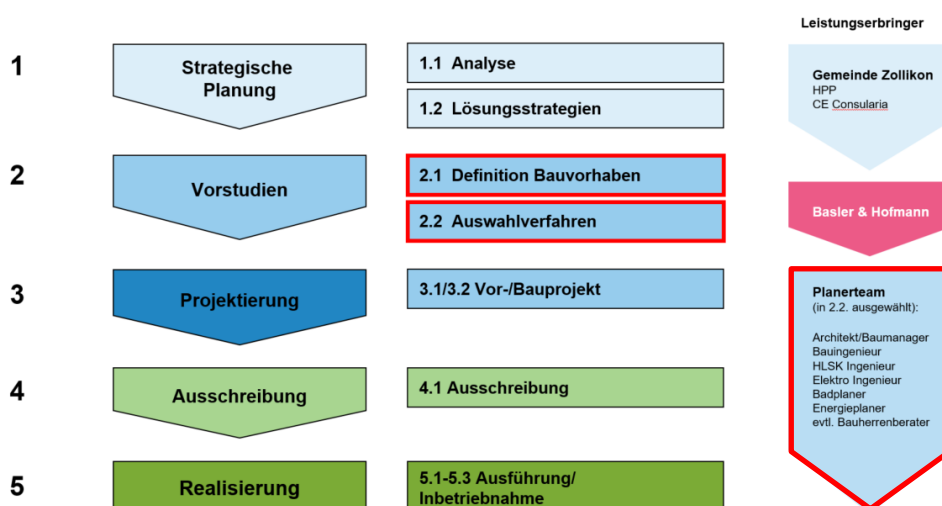 Leistungserbringer
1
Strategische
Planung
1.1 Analyse
1.2 Lösungsstrategien
Gemeinde Zollikon
HPP
CE Consularia
2
Vorstudien
2.1 Definition Bauvorhaben
2.2 Auswahlverfahren
Basler & Hofmann
3
Projektierung
3.1/3.2 Vor-/Bauprojekt
Planerteam
(in 2.2. ausgewählt):
Architekt/Baumanager
Bauingenieur
HLSK Ingenieur
Elektro Ingenieur
Badplaner
Energieplaner
evtl. Bauherrenberater
4
Ausschreibung
4.1 Ausschreibung
5
Realisierung
5.1-5.3 Ausführung/
Inbetriebnahme